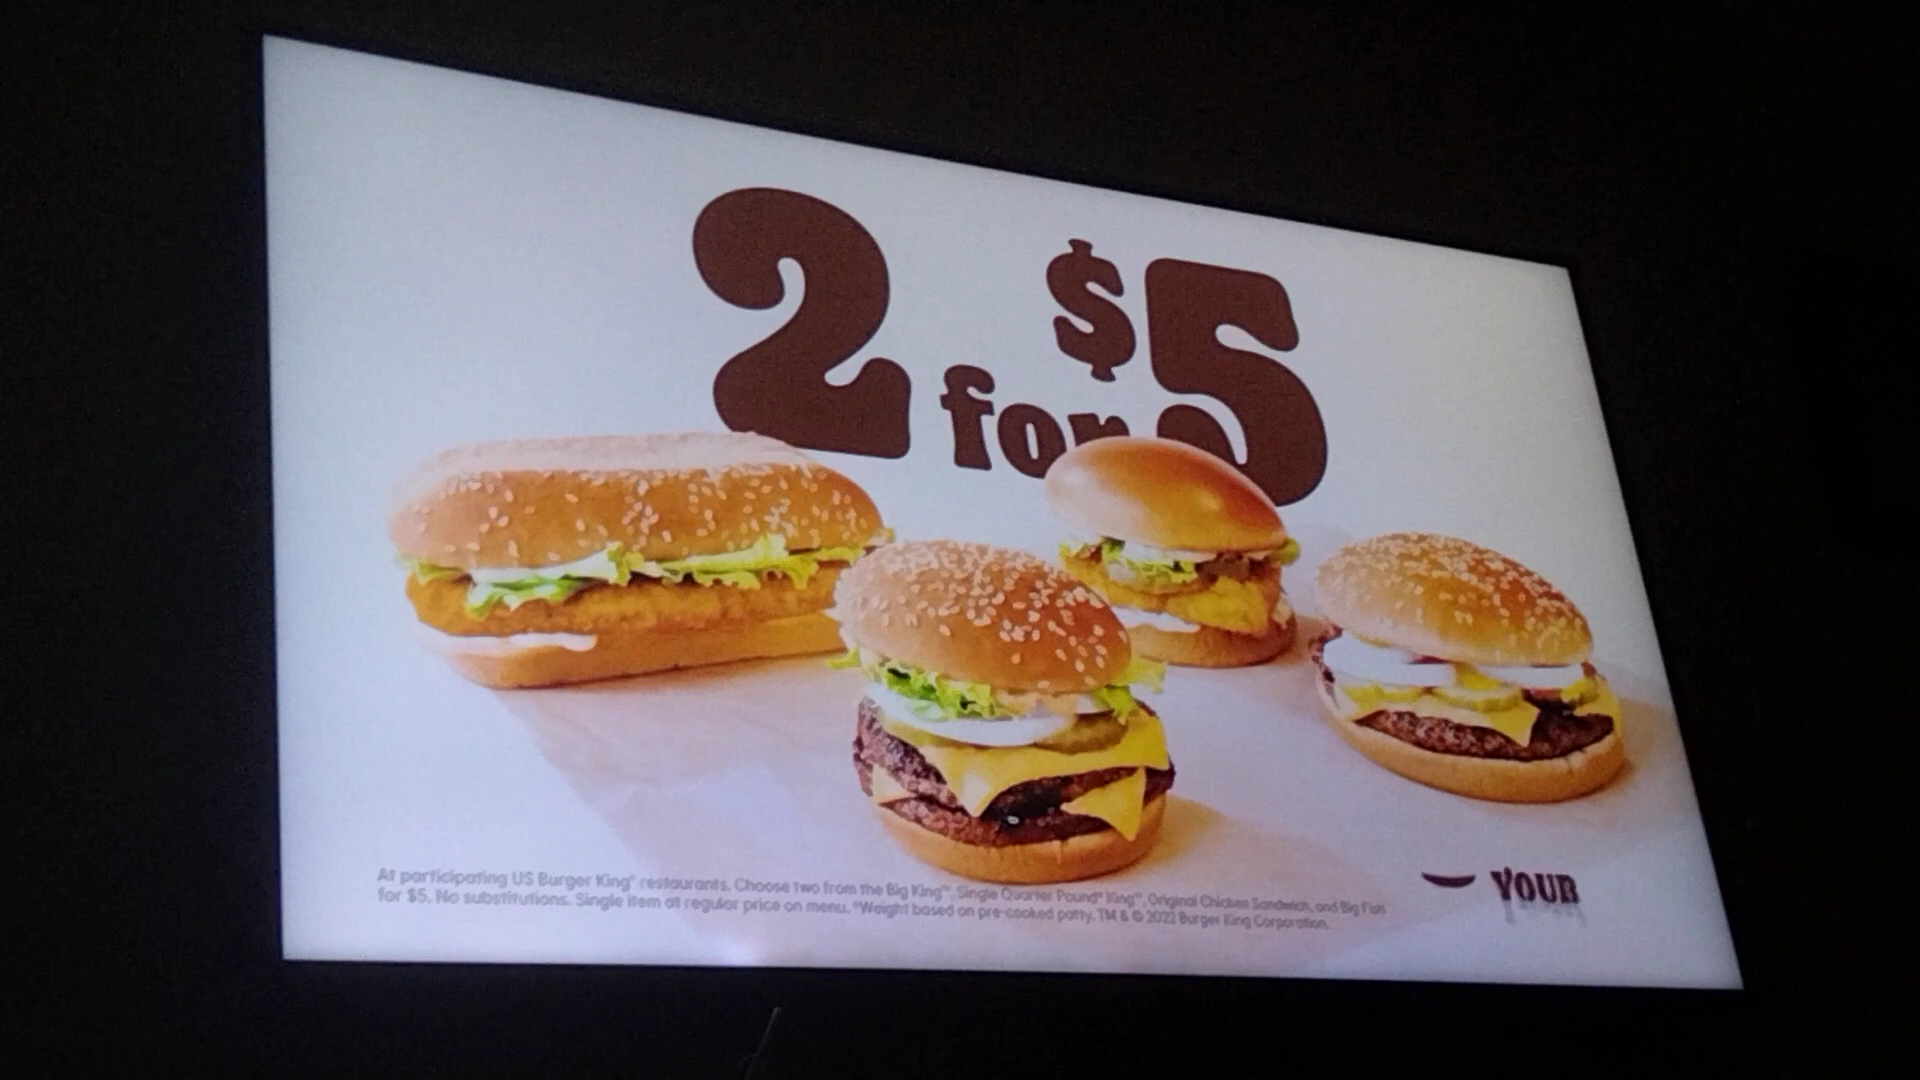 2 for $5
At participating US Burger King® restaurants. Choose two from the Big King™, Single Quarter Pound* King™, Original Chicken Sandwich, and Big Fish
for $5. No substitutions. Single item at regular price on menu. *Weight based on pre-cooked patty. TM & © 2022 Burger King Corporation.
YOUR